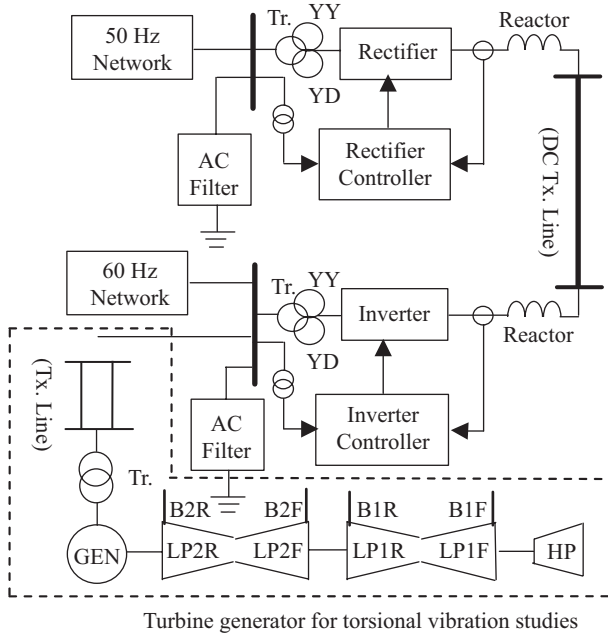 Tr.
YY
Reactor
50 Hz
Network
Rectifier
YD
AC
Filter
Rectifier
Controller
(DC Tx. Line)
60 Hz
Network
Tr.
YY
Inverter
Reactor
YD
(Tx. Line)
AC
Filter
Inverter
Controller
Tr.
B2R
B2F
B1R
B1F
GEN
LP2R
LP2F
LP1R
LP1F
HP
Turbine generator for torsional vibration studies